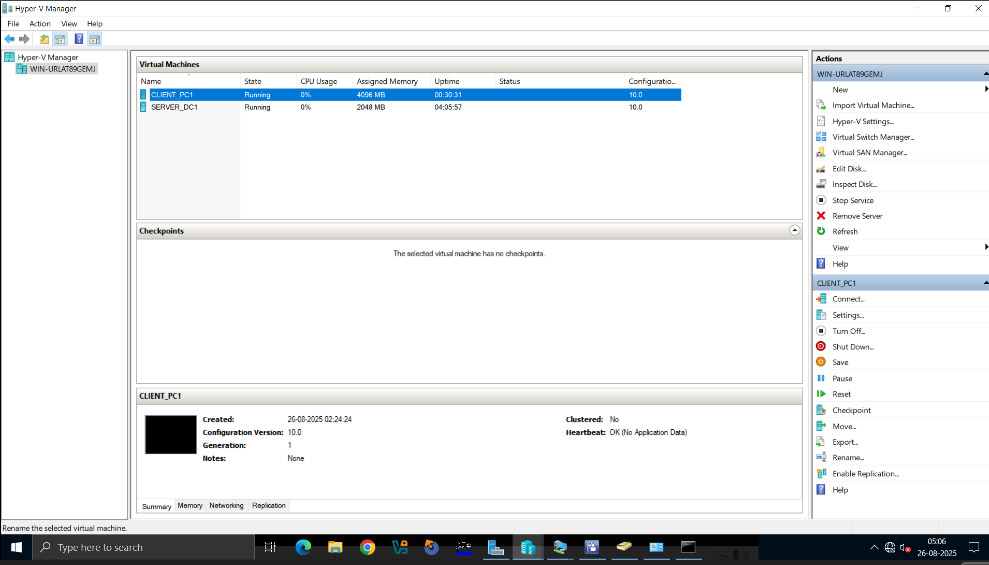 Hyper-V Manager
File Action View Help
Hyper-V Manager
WIN-URLAT89GEMJ
Virtual Machines
Name State CPU Usage Assigned Memory Uptime Status Configuratio...
CLIENT_PC1 Running 0% 4096 MB 00:30:31 10.0
SERVER_DC1 Running 0% 2048 MB 04:05:57 10.0
Checkpoints
The selected virtual machine has no checkpoints.
CLIENT_PC1
Created: 26-08-2025 02:24:24
Configuration Version: 10.0
Generation: 1
Notes: None
Clustered: No
Heartbeat: OK (No Application Data)
Summary Memory Networking Replication
Actions
WIN-URLAT89GEMJ
New
Import Virtual Machine...
Hyper-V Settings...
Virtual Switch Manager...
Virtual SAN Manager...
Edit Disk...
Inspect Disk...
Stop Service
Remove Server
Refresh
View
Help
CLIENT_PC1
Connect...
Settings...
Turn Off...
Shut Down...
Save
Pause
Reset
Checkpoint
Move...
Export...
Rename...
Enable Replication...
Help
Rename the selected virtual machine.
Type here to search
05:06
26-08-2025